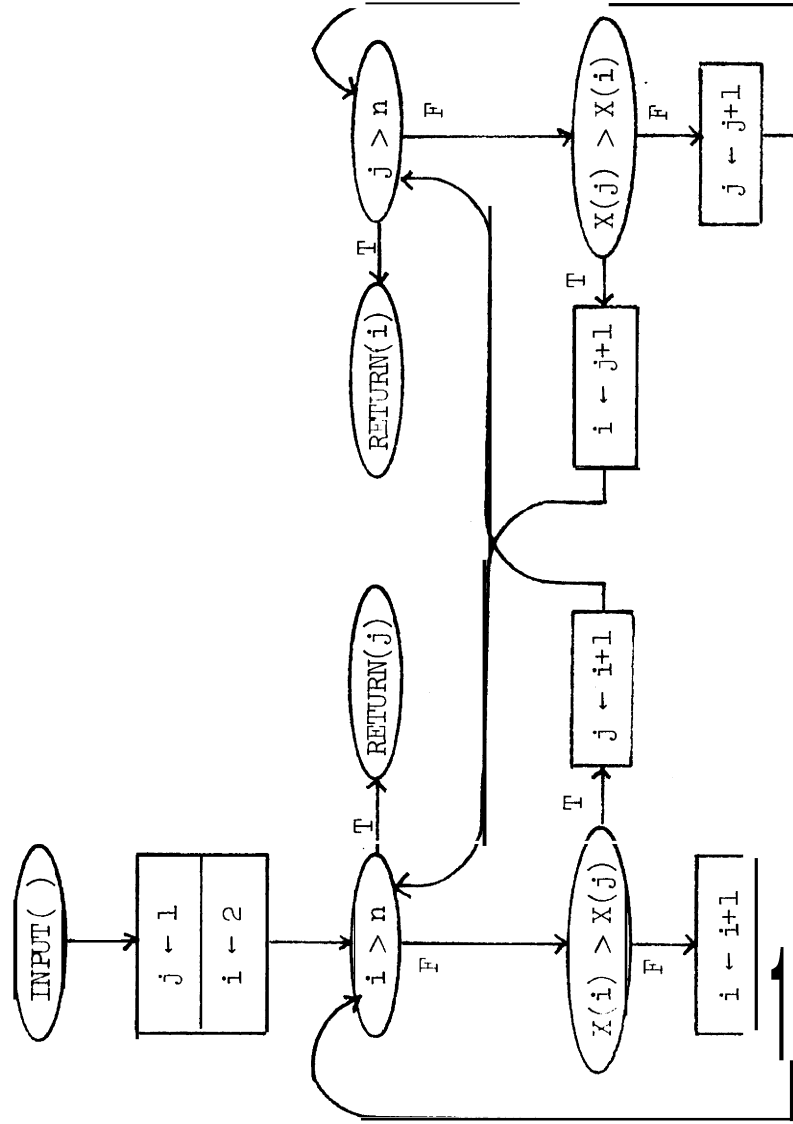 INPUT( )
j ← 1
i ← 2
i > n
T
RETURN(j)
F
X(i) > X(j)
T
j ← i+1
F
i ← i+1
j > n
T
RETURN(i)
F
X(j) > X(i)
T
i ← j+1
F
j ← j+1